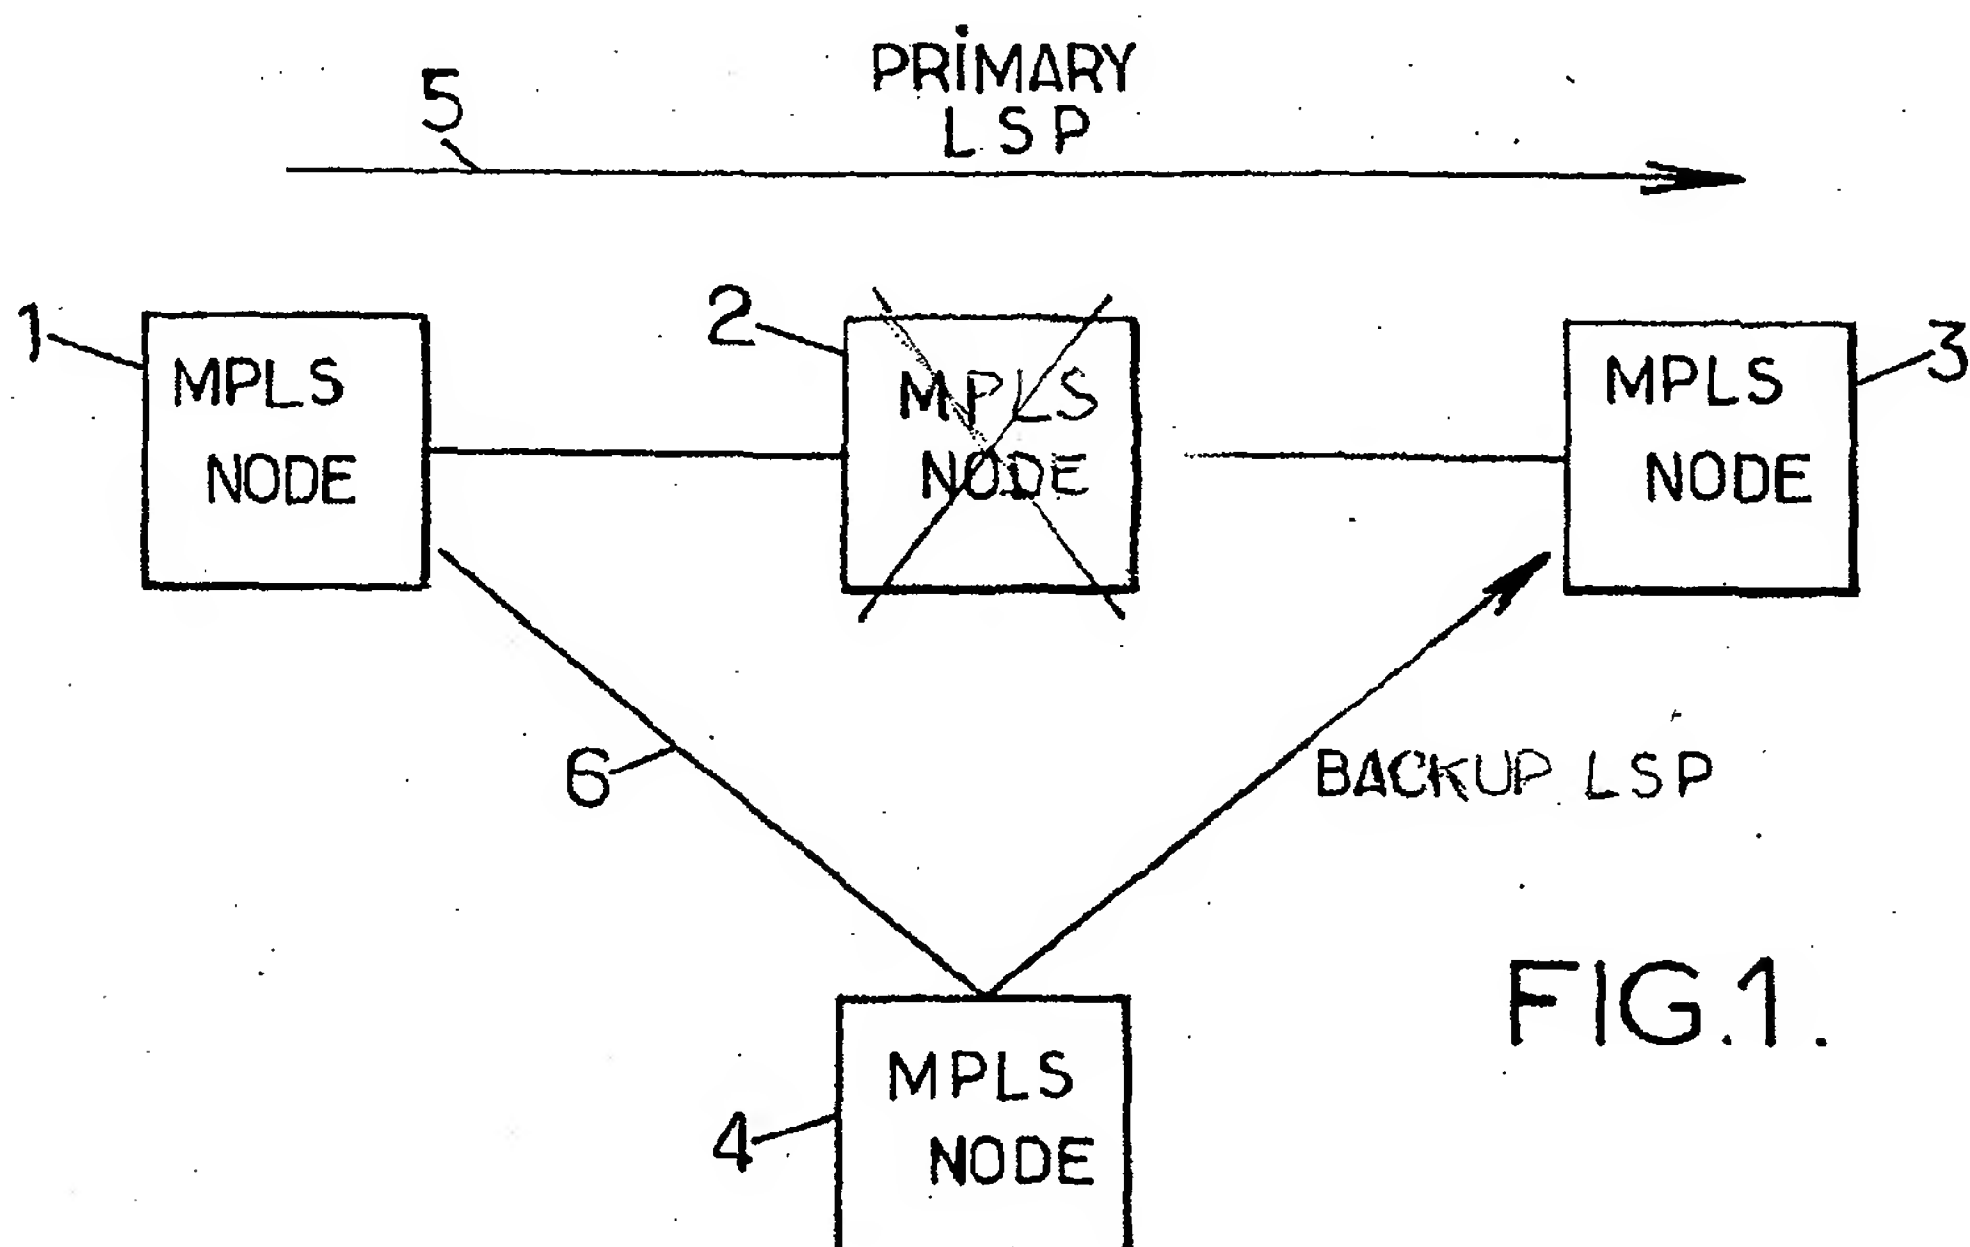 PRIMARY
LSP
5
1
MPLS
NODE
2
MPLS
NODE
3
MPLS
NODE
6
BACKUP LSP
4
MPLS
NODE
FIG.1.